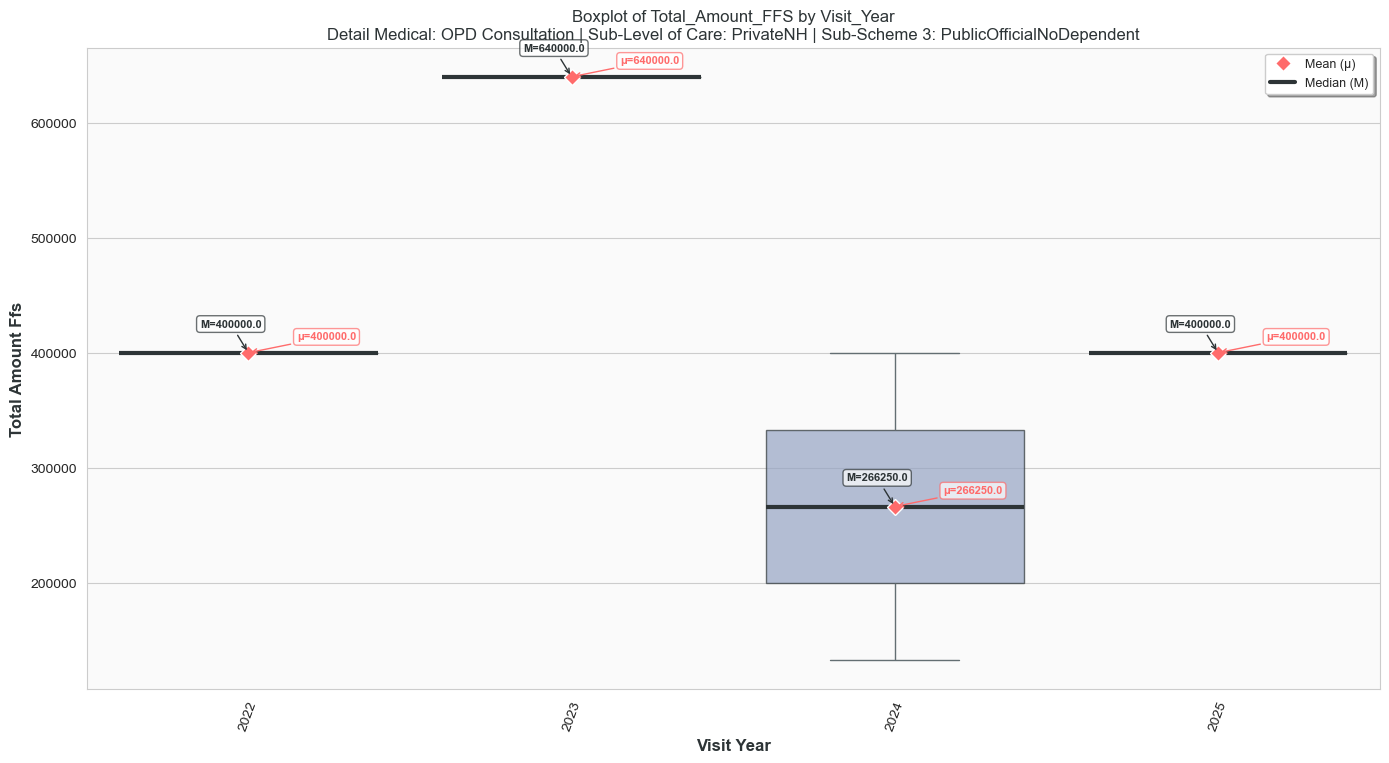 Boxplot of Total_Amount_FFS by Visit_Year
Detail Medical: OPD Consultation | Sub-Level of Care: PrivateNH | Sub-Scheme 3: PublicOfficialNoDependent
M=640000.0
μ=640000.0
Mean (μ)
Median (M)
600000
500000
M=400000.0
μ=400000.0
M=400000.0
μ=400000.0
400000
300000
M=266250.0
μ=266250.0
200000
Total Amount Ffs
2022
2023
2024
2025
Visit Year